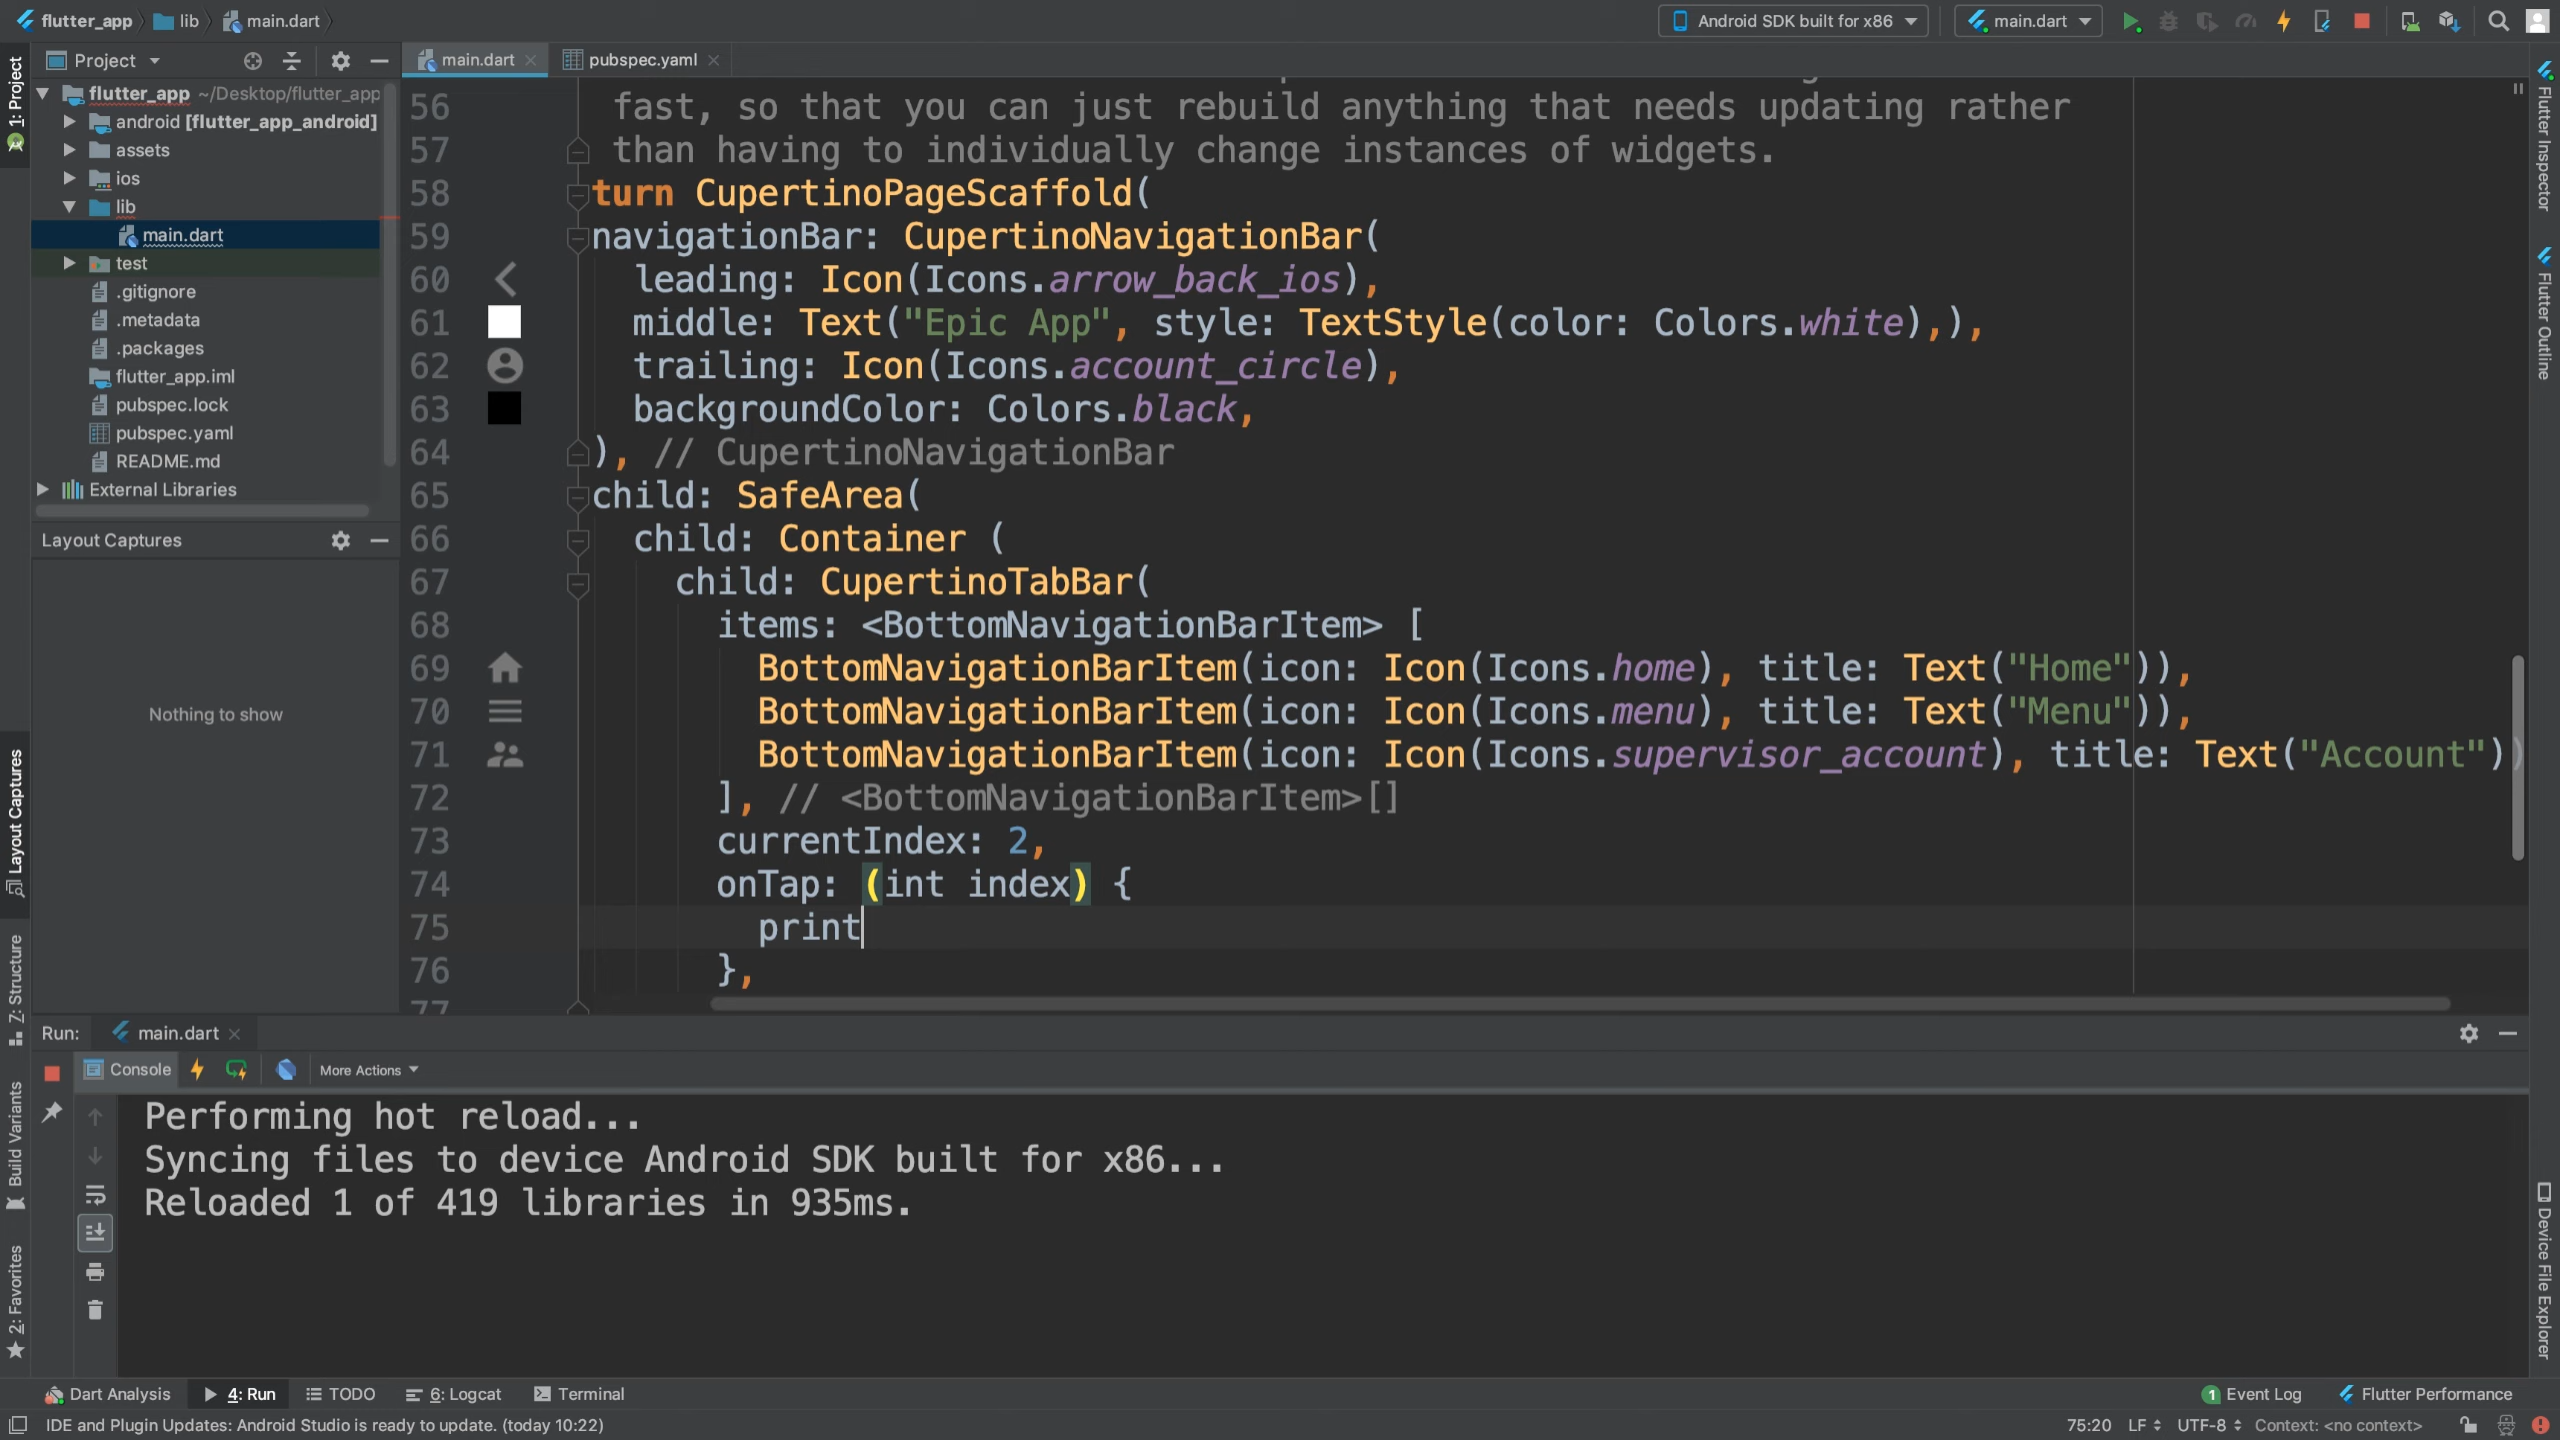 flutter_app lib main.dart Android SDK built for x86 main.dart
Project
main.dart
pubspec.yaml
flutter_app ~/Desktop/flutter_app
android [flutter_app_android]
assets
ios
lib
main.dart
test
.gitignore
.metadata
.packages
flutter_app.iml
pubspec.lock
pubspec.yaml
README.md
External Libraries
Layout Captures
Nothing to show
1: Project
Layout Captures
Z: Structure
Build Variants
2: Favorites
56 fast, so that you can just rebuild anything that needs updating rather
57 than having to individually change instances of widgets.
58 turn CupertinoPageScaffold(
59 navigationBar: CupertinoNavigationBar(
60 leading: Icon(Icons.arrow_back_ios),
61 middle: Text("Epic App", style: TextStyle(color: Colors.white),),
62 trailing: Icon(Icons.account_circle),
63 backgroundColor: Colors.black,
64 ), // CupertinoNavigationBar
65 child: SafeArea(
66 child: Container (
67 child: CupertinoTabBar(
68 items: <BottomNavigationBarItem> [
69 BottomNavigationBarItem(icon: Icon(Icons.home), title: Text("Home")),
70 BottomNavigationBarItem(icon: Icon(Icons.menu), title: Text("Menu")),
71 BottomNavigationBarItem(icon: Icon(Icons.supervisor_account), title: Text("Account"))
72 ], // <BottomNavigationBarItem>[]
73 currentIndex: 2,
74 onTap: (int index) {
75 print
76 },
77
Flutter Inspector
Flutter Outline
Device File Explorer
Run: main.dart
Console More Actions
Performing hot reload...
Syncing files to device Android SDK built for x86...
Reloaded 1 of 419 libraries in 935ms.
Dart Analysis 4: Run TODO 6: Logcat Terminal 1 Event Log Flutter Performance
IDE and Plugin Updates: Android Studio is ready to update. (today 10:22) 75:20 LF UTF-8 Context: <no context>